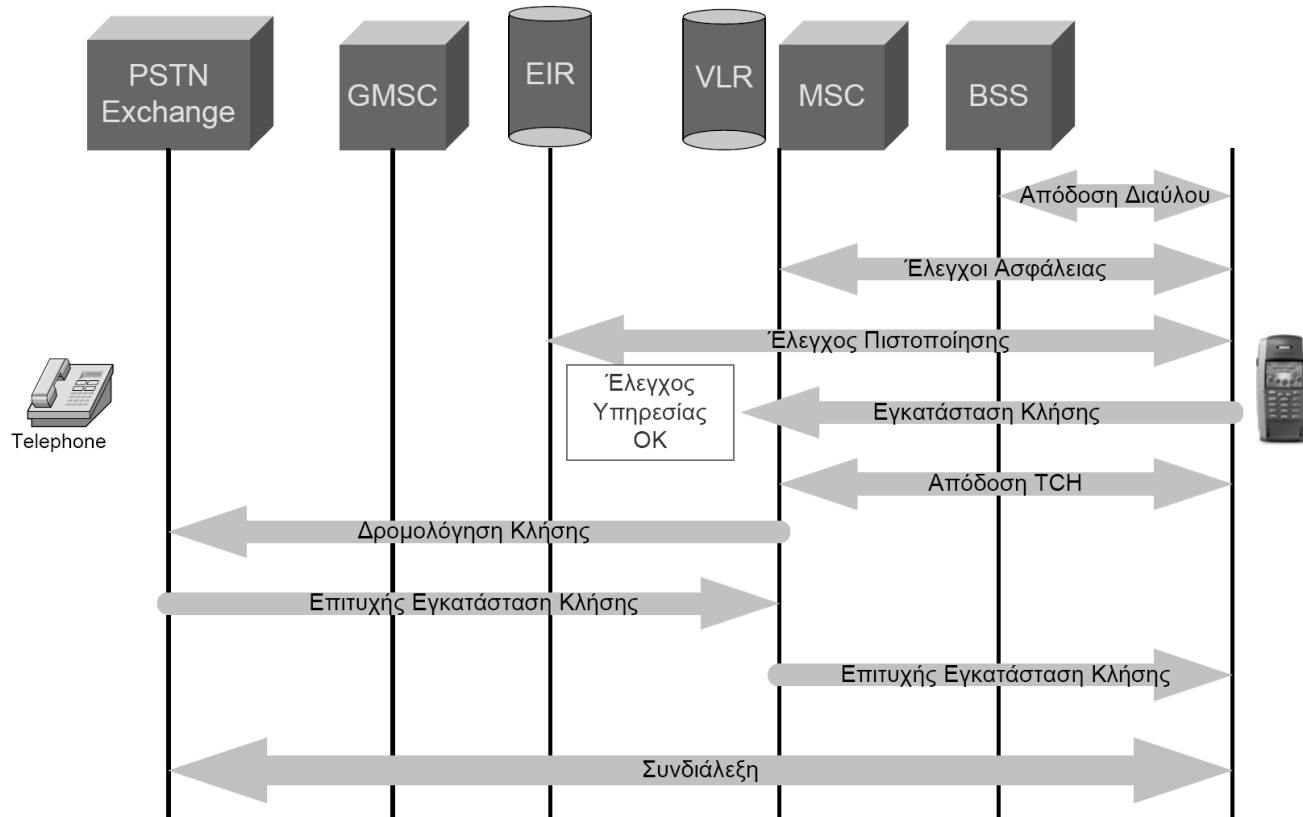 PSTN
Exchange
GMSC
EIR
VLR
MSC
BSS
Απόδοση Διαύλου
Έλεγχοι Ασφάλειας
Έλεγχος Πιστοποίησης
Έλεγχος
Υπηρεσίας
ΟΚ
Εγκατάσταση Κλήσης
Telephone
Απόδοση TCH
Δρομολόγηση Κλήσης
Επιτυχής Εγκατάσταση Κλήσης
Επιτυχής Εγκατάσταση Κλήσης
Συνδιάλεξη